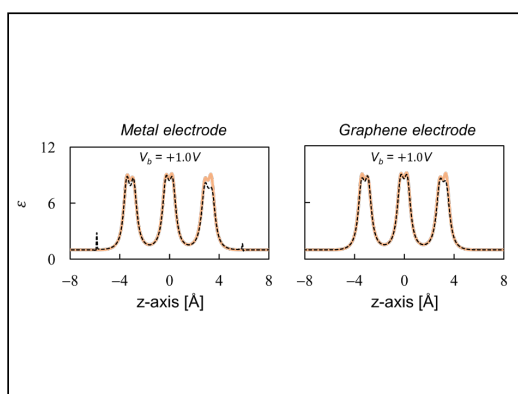 Metal electrode
Graphene electrode
V_b = +1.0V
V_b = +1.0V
ε
12
6
0
−8 −4 0 4 8
−8 −4 0 4 8
z-axis [Å]
z-axis [Å]